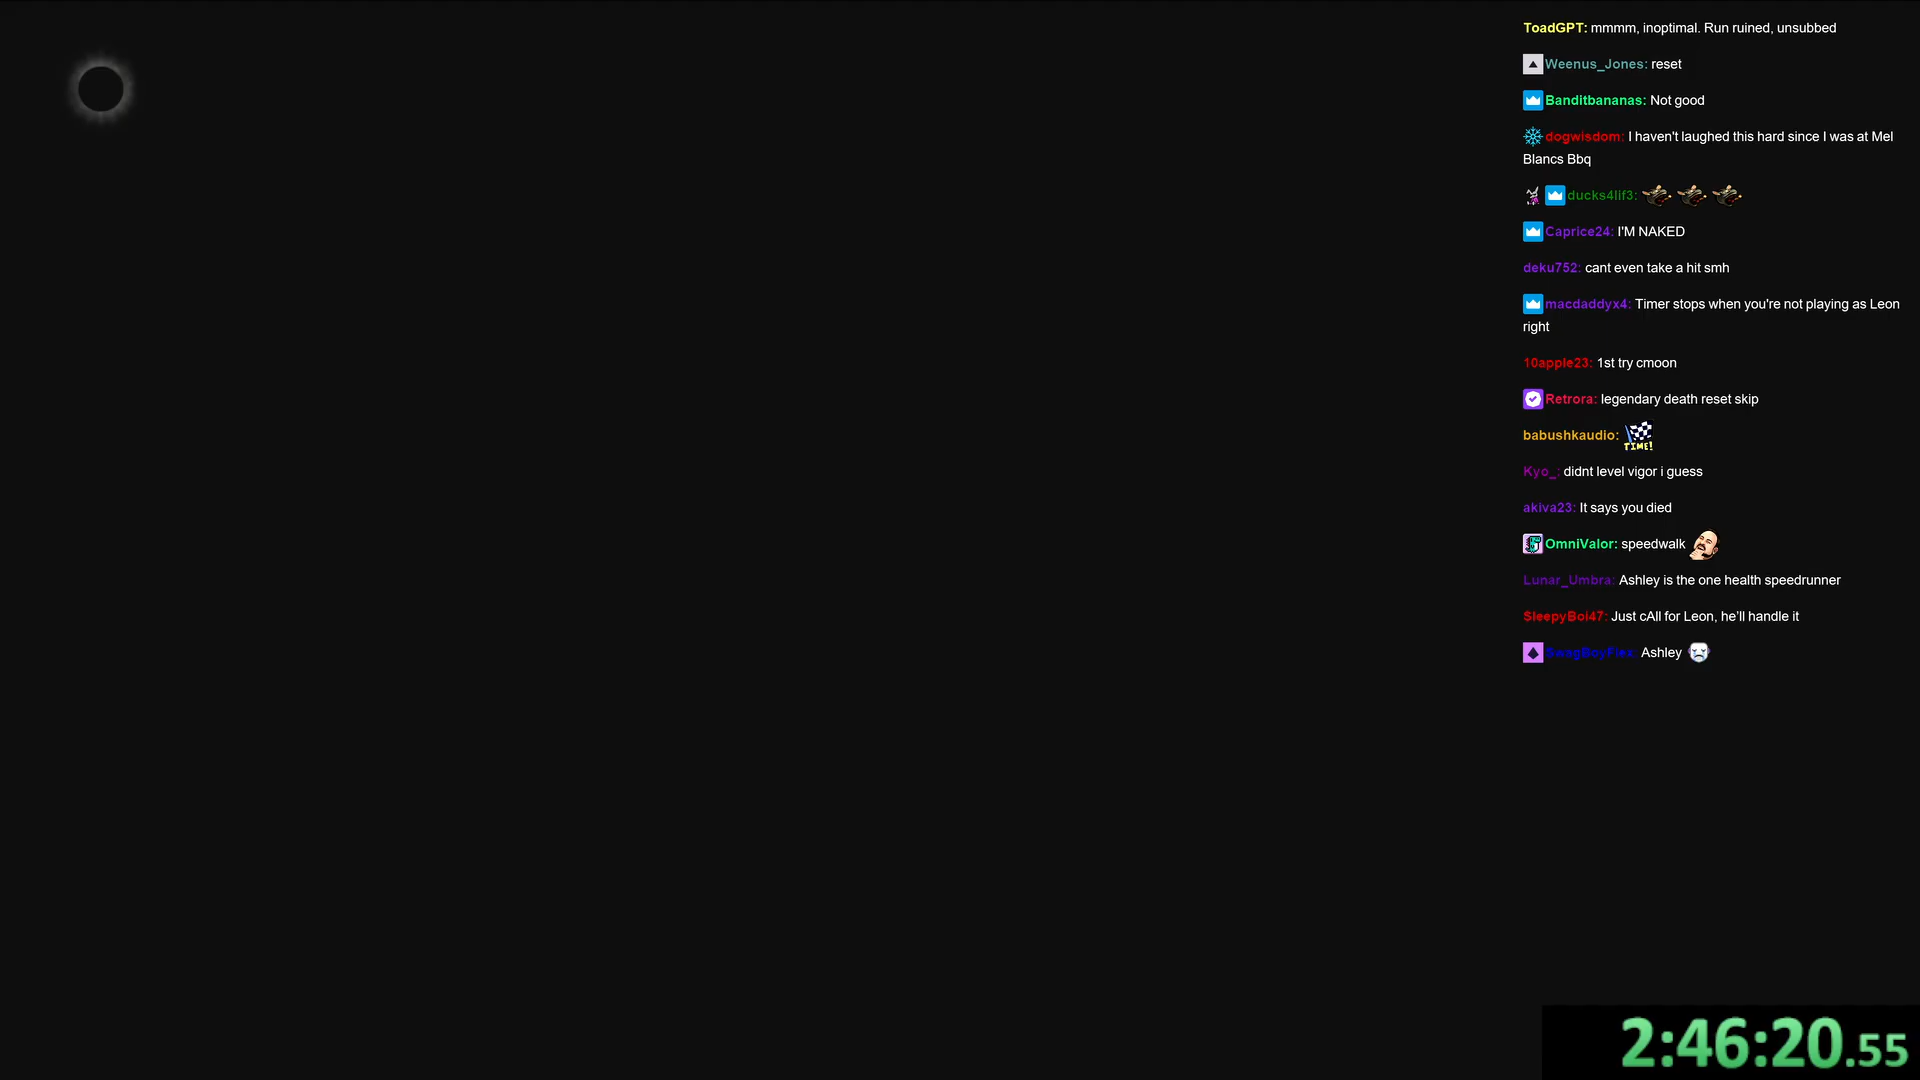 ToadGPT: mmmm, inoptimal. Run ruined, unsubbed
Weenus_Jones: reset
Banditbananas: Not good
dogwisdom: I haven't laughed this hard since I was at Mel
Blancs Bbq
ducks4lif3:
Caprice24: I'M NAKED
deku752: cant even take a hit smh
macdaddyx4: Timer stops when you're not playing as Leon
right
10apple23: 1st try cmoon
Retrora: legendary death reset skip
babushkaudio: TIME!
Kyo_: didnt level vigor i guess
akiva23: It says you died
OmniValor: speedwalk
Lunar_Umbra: Ashley is the one health speedrunner
SleepyBoi47: Just cAll for Leon, he'll handle it
SwagBoyFlex: Ashley
2:46:20.55